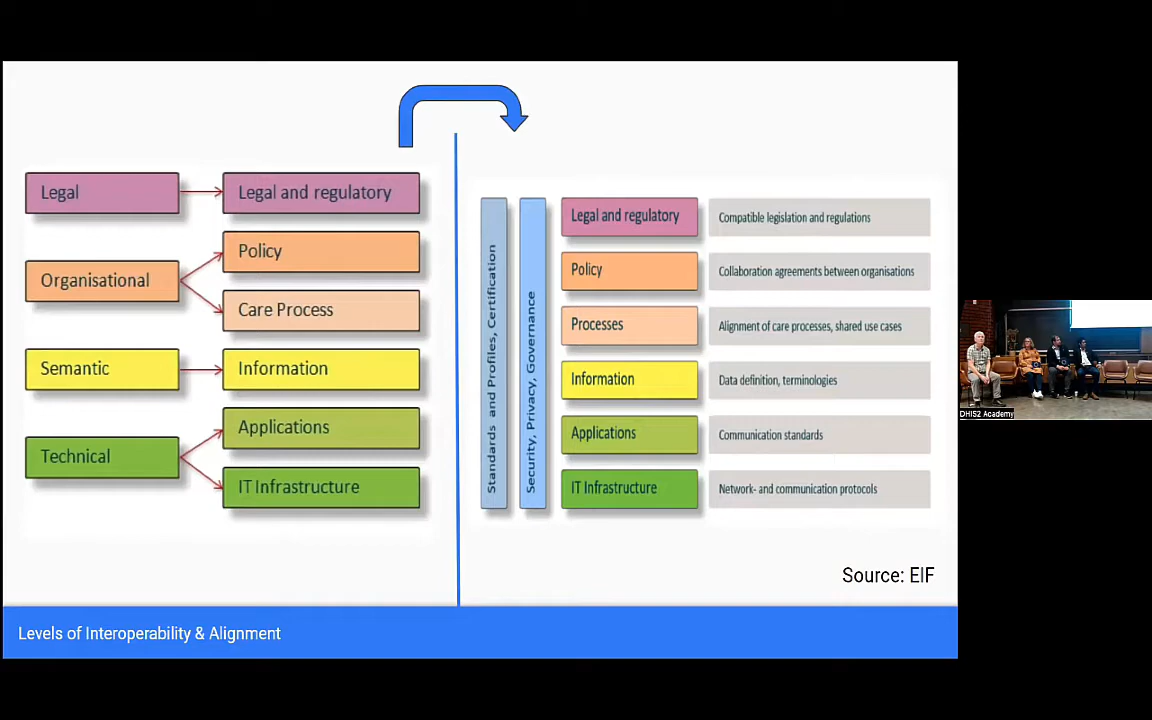 Legal
Legal and regulatory
Organisational
Policy
Care Process
Semantic
Information
Technical
Applications
IT Infrastructure
Standards and Profiles, Certification
Security, Privacy, Governance
Legal and regulatory
Compatible legislation and regulations
Policy
Collaboration agreements between organisations
Processes
Alignment of care processes, shared use cases
Information
Data definition, terminologies
Applications
Communication standards
IT Infrastructure
Network- and communication protocols
Source: EIF
Levels of Interoperability & Alignment
DHIS2 Academy